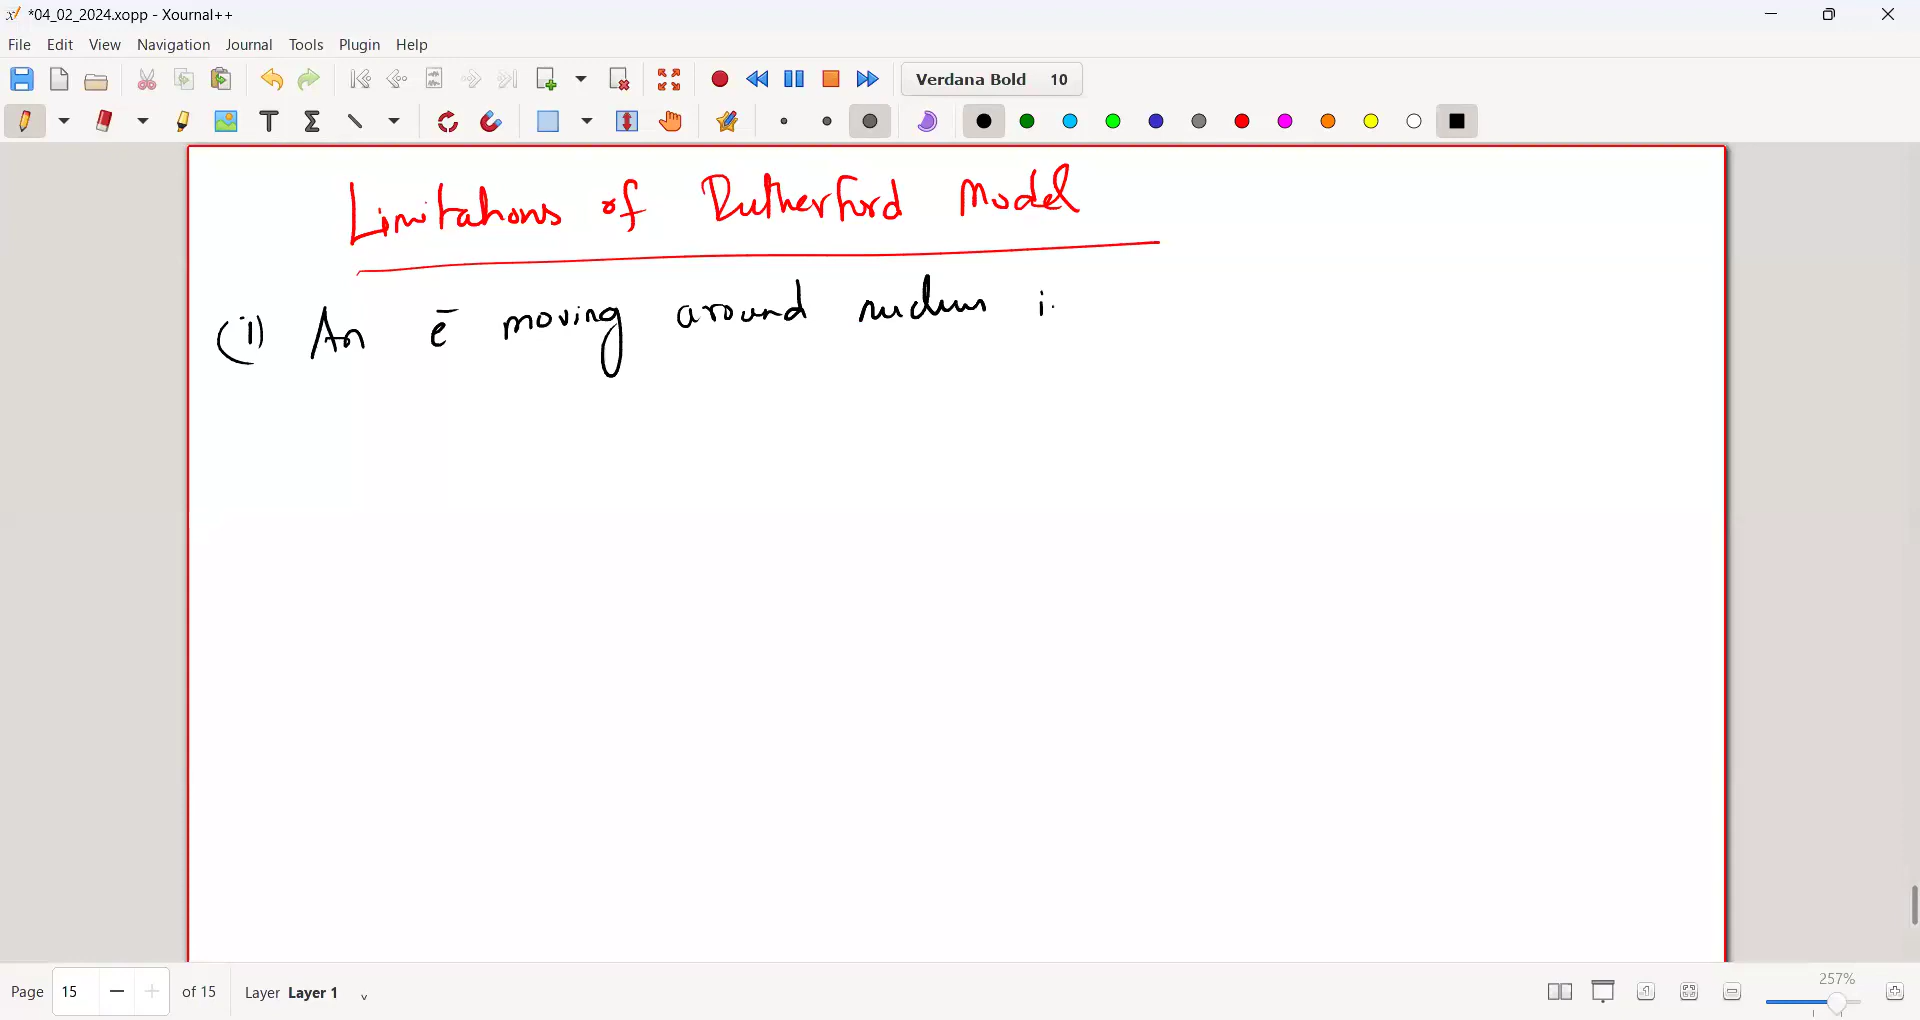 *04_02_2024.xopp - Xournal++
File Edit View Navigation Journal Tools Plugin Help
Verdana Bold 10
Limitations of Rutherford Model
(i) An e̅ moving around nucleus i.
257%
Page 15 of 15 Layer Layer 1